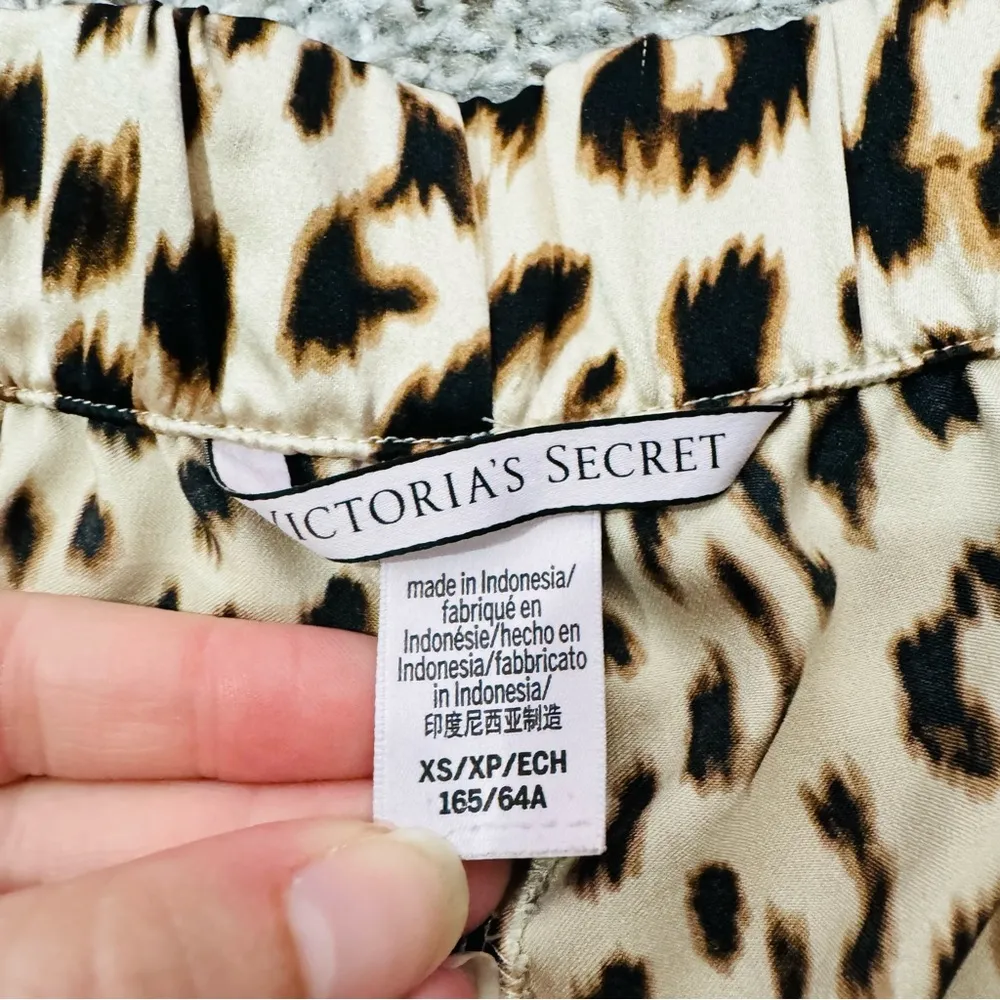 VICTORIA'S SECRET
made in Indonesia/
fabriqué en
Indonésie/hecho en
Indonesia/fabbricato
in Indonesia/
印度尼西亚制造
XS/XP/ECH
165/64A